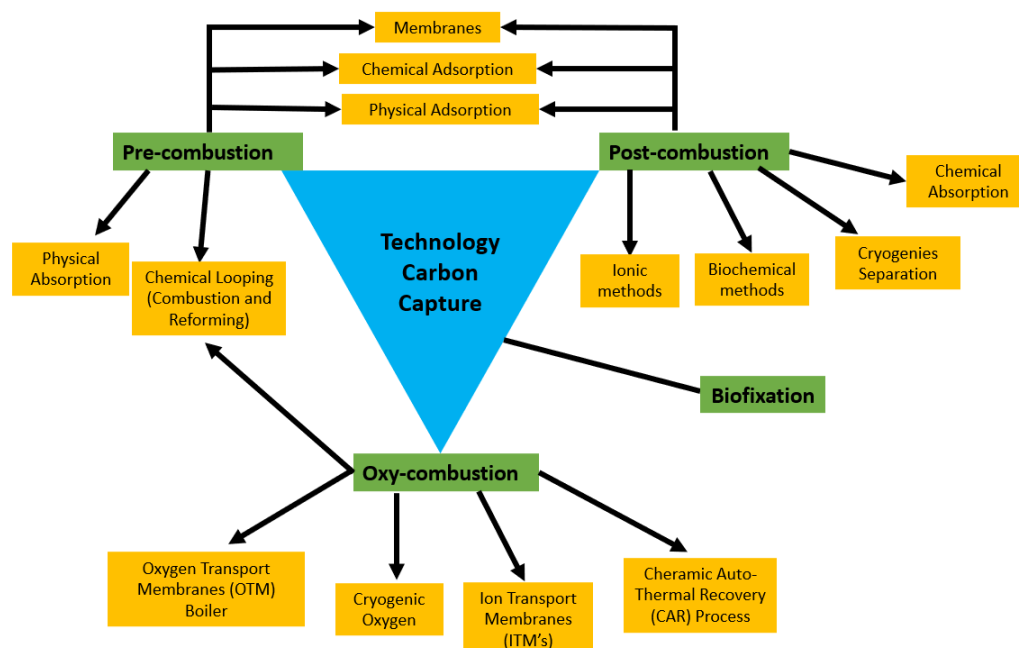 Membranes
Chemical Adsorption
Physical Adsorption
Pre-combustion
Post-combustion
Chemical
Absorption
Technology
Carbon
Capture
Physical
Absorption
Chemical Looping
(Combustion and
Reforming)
Ionic
methods
Biochemical
methods
Cryogenies
Separation
Biofixation
Oxy-combustion
Oxygen Transport
Membranes (OTM)
Boiler
Cryogenic
Oxygen
Ion Transport
Membranes
(ITM's)
Cheramic Auto-
Thermal Recovery
(CAR) Process